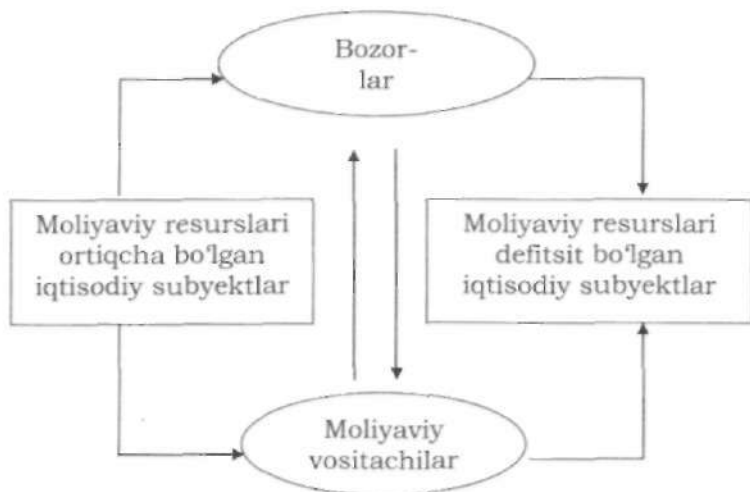 Bozor-
lar
Moliyaviy resurslari
ortiqcha bo‘lgan
iqtisodiy subyektlar
Moliyaviy resurslari
defitsit bo‘lgan
iqtisodiy subyektlar
Moliyaviy
vositachilar